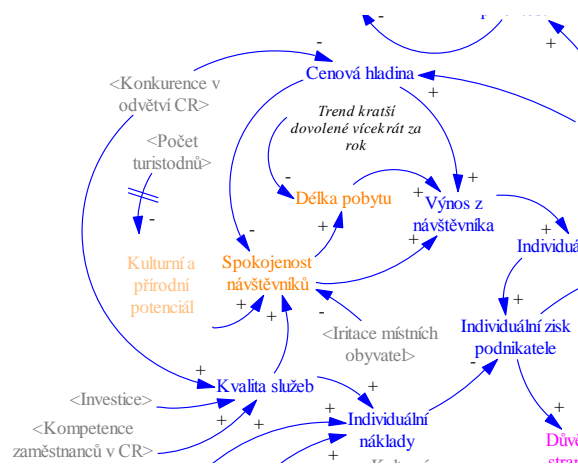 Cenová hladina
<Konkurence v
odvětví CR>
Trend kratší
dovolené vícekrát za
rok
<Počet
turistodnů>
Délka pobytu
Výnos z
návštěvníka
Kulturní a
přírodní
potenciál
Spokojenost
návštěvníků
Individuální zisk
podnikatele
<Iritace místních
obyvatel>
Kvalita služeb
<Investice>
<Kompetence
zaměstnanců v CR>
Individuální
náklady